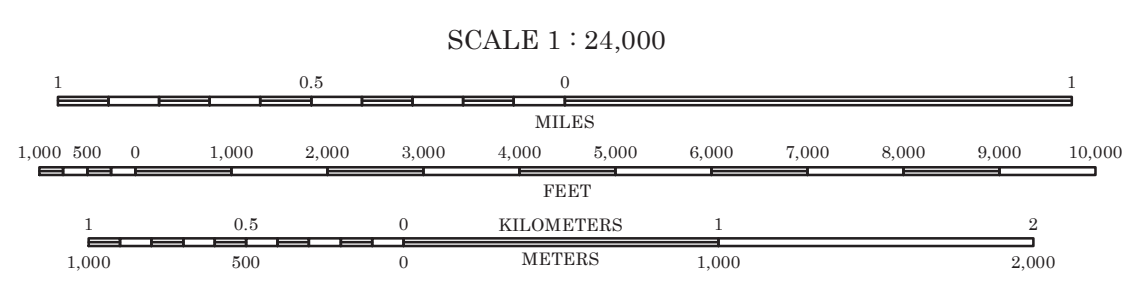 SCALE 1 : 24,000
1 0.5 0 1
MILES
1,000 500 0 1,000 2,000 3,000 4,000 5,000 6,000 7,000 8,000 9,000 10,000
FEET
1 0.5 0 KILOMETERS 1 2
1,000 500 0 METERS 1,000 2,000